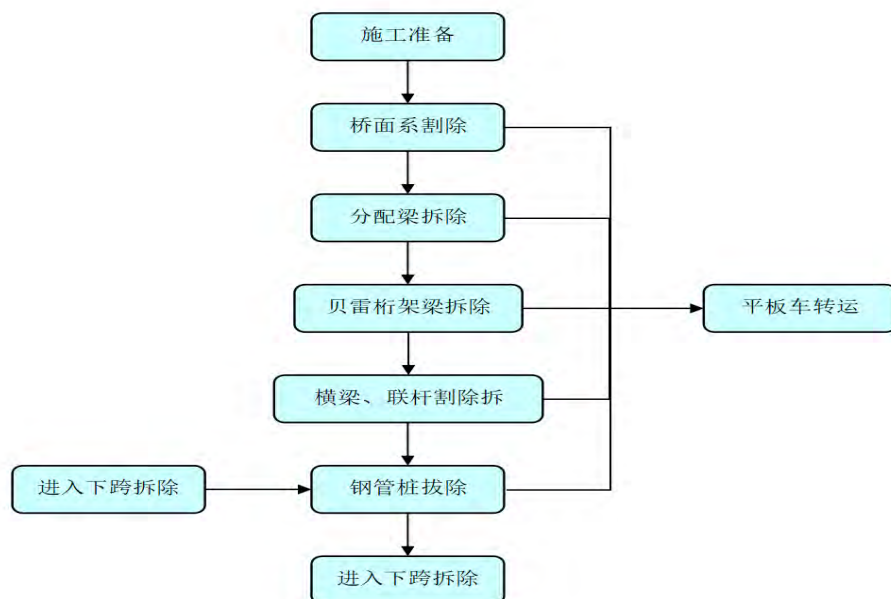 施工准备
桥面系割除
分配梁拆除
贝雷桁架梁拆除
平板车转运
横梁、联杆割除拆
进入下跨拆除
钢管桩拔除
进入下跨拆除